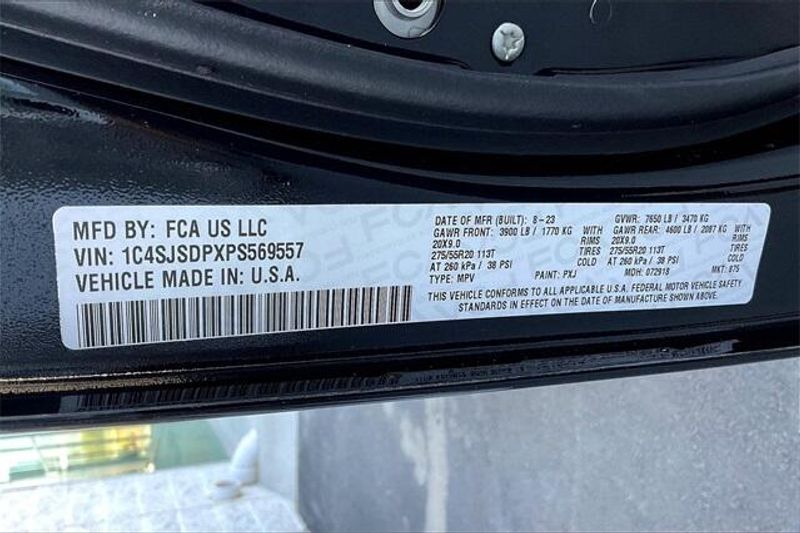 MFD BY: FCA US LLC
VIN: 1C4SJSDPXPS569557
VEHICLE MADE IN: U.S.A.
DATE OF MFR (BUILT): 8-23 GVWR: 7650 LB / 3470 KG
GAWR FRONT: 3900 LB / 1770 KG WITH GAWR REAR: 4600 LB / 2087 KG WITH
20X9.0 RIMS 20X9.0 RIMS
275/55R20 113T TIRES 275/55R20 113T TIRES
AT 260 kPa / 38 PSI COLD AT 260 kPa / 38 PSI COLD
TYPE: MPV PAINT: PXJ MDH: 072918 MKT: 875
THIS VEHICLE CONFORMS TO ALL APPLICABLE U.S.A. FEDERAL MOTOR VEHICLE SAFETY
STANDARDS IN EFFECT ON THE DATE OF MANUFACTURE SHOWN ABOVE.